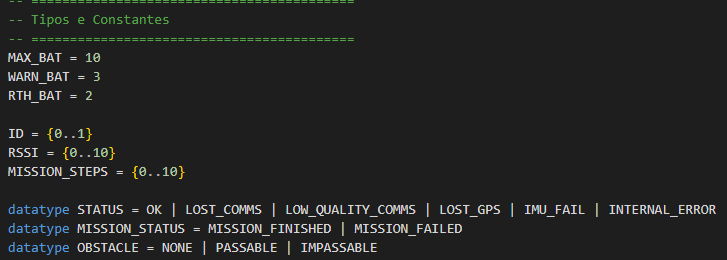 -- ==========================================
-- Tipos e Constantes
-- ==========================================
MAX_BAT = 10
WARN_BAT = 3
RTH_BAT = 2
ID = {0..1}
RSSI = {0..10}
MISSION_STEPS = {0..10}
datatype STATUS = OK | LOST_COMMS | LOW_QUALITY_COMMS | LOST_GPS | IMU_FAIL | INTERNAL_ERROR
datatype MISSION_STATUS = MISSION_FINISHED | MISSION_FAILED
datatype OBSTACLE = NONE | PASSABLE | IMPASSABLE